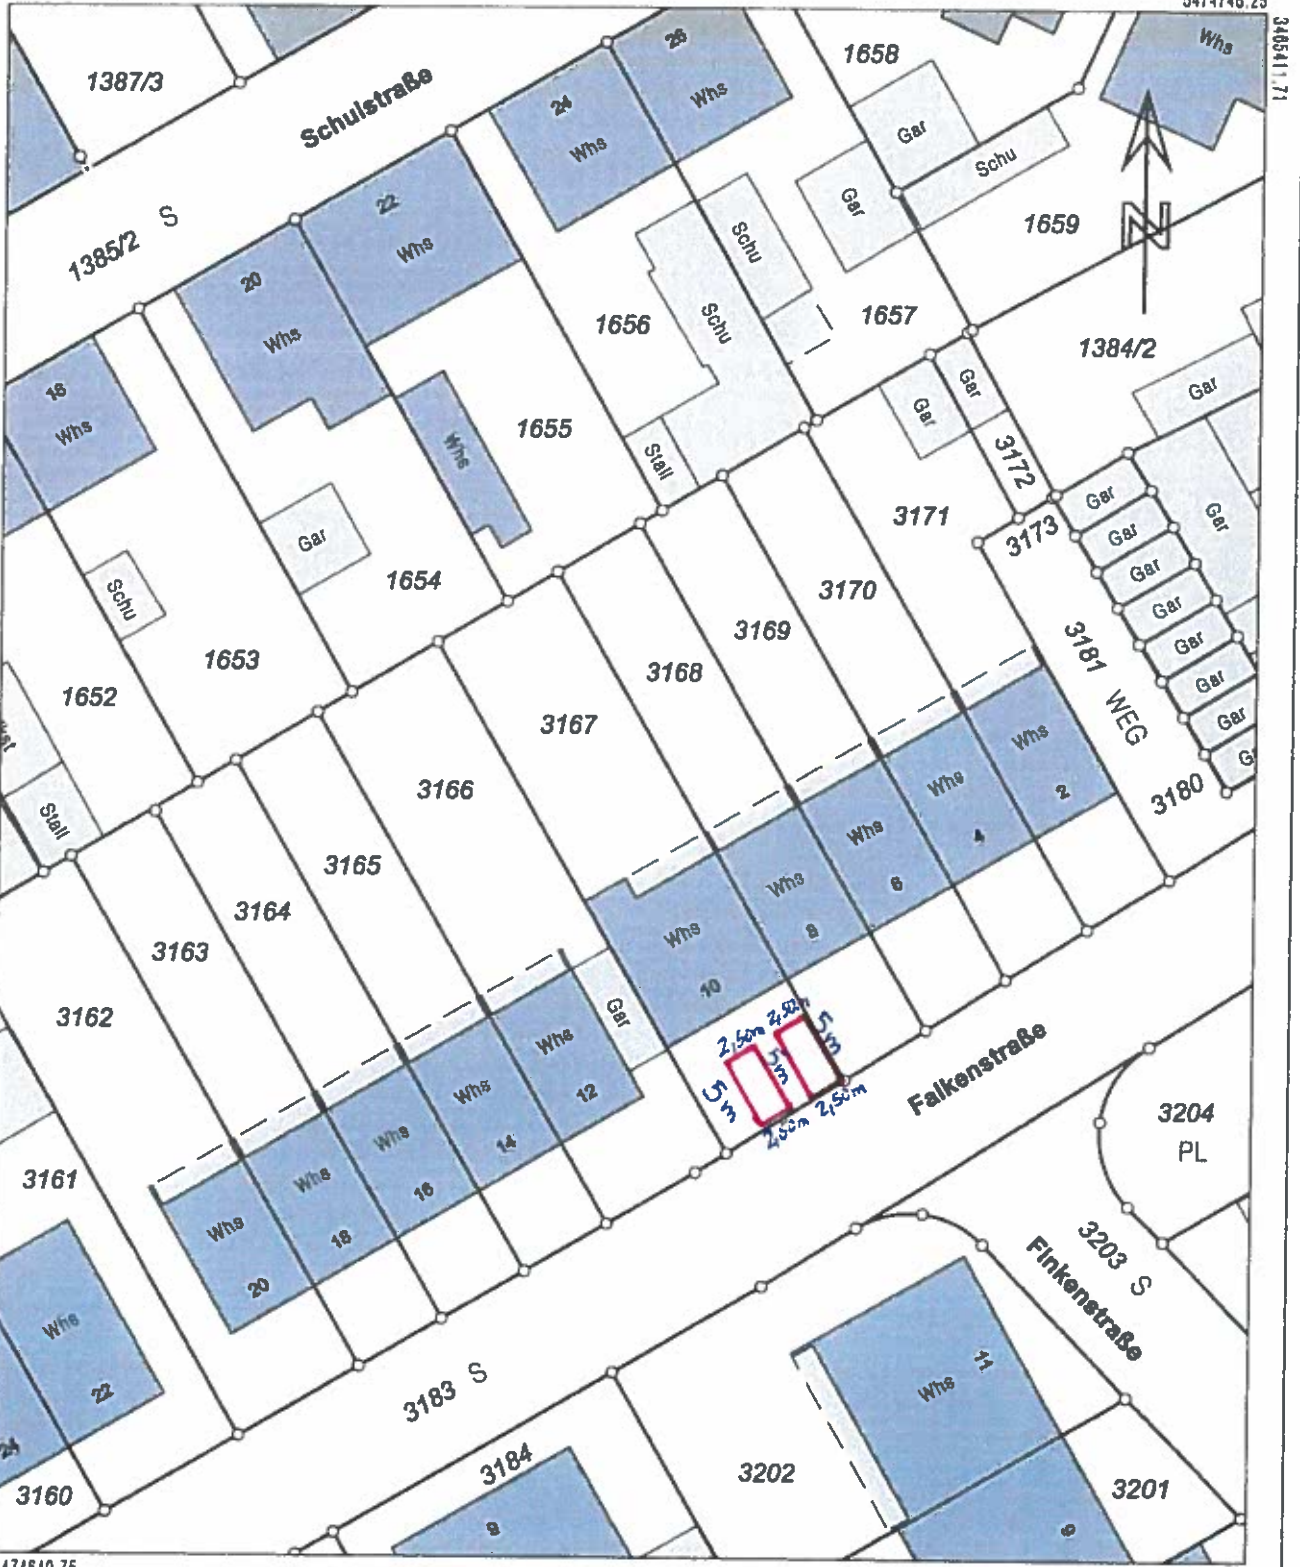 1387/3
Schulstraße
26
Whs
24
Whs
1658
Whs
3465411.71
Gar
Schu
Gar
1659
N
S
1385/2
22
Whs
20
Whs
Schu
Schu
1656
1657
1384/2
Gar
Gar
Gar
18
Whs
Whs
1655
Stall
3172
3171
3173
Gar
Gar
Gar
Gar
Gar
Gar
Gar
Gar
Gar
Schu
1654
1653
1652
Stall
3170
3169
3168
3167
3166
3165
3164
3163
3162
3161
3181 WEG
3180
Whs
2
Whs
4
Whs
6
Whs
8
Whs
10
Gar
Whs
12
Whs
14
Whs
16
Whs
18
Whs
20
2,50m
2,50m
5m
5m
5m
2,50m
2,50m
Falkenstraße
3204
PL
3203 S
Finkenstraße
Whs
22
24
3160
3183 S
3184
9
3202
Whs
11
3201